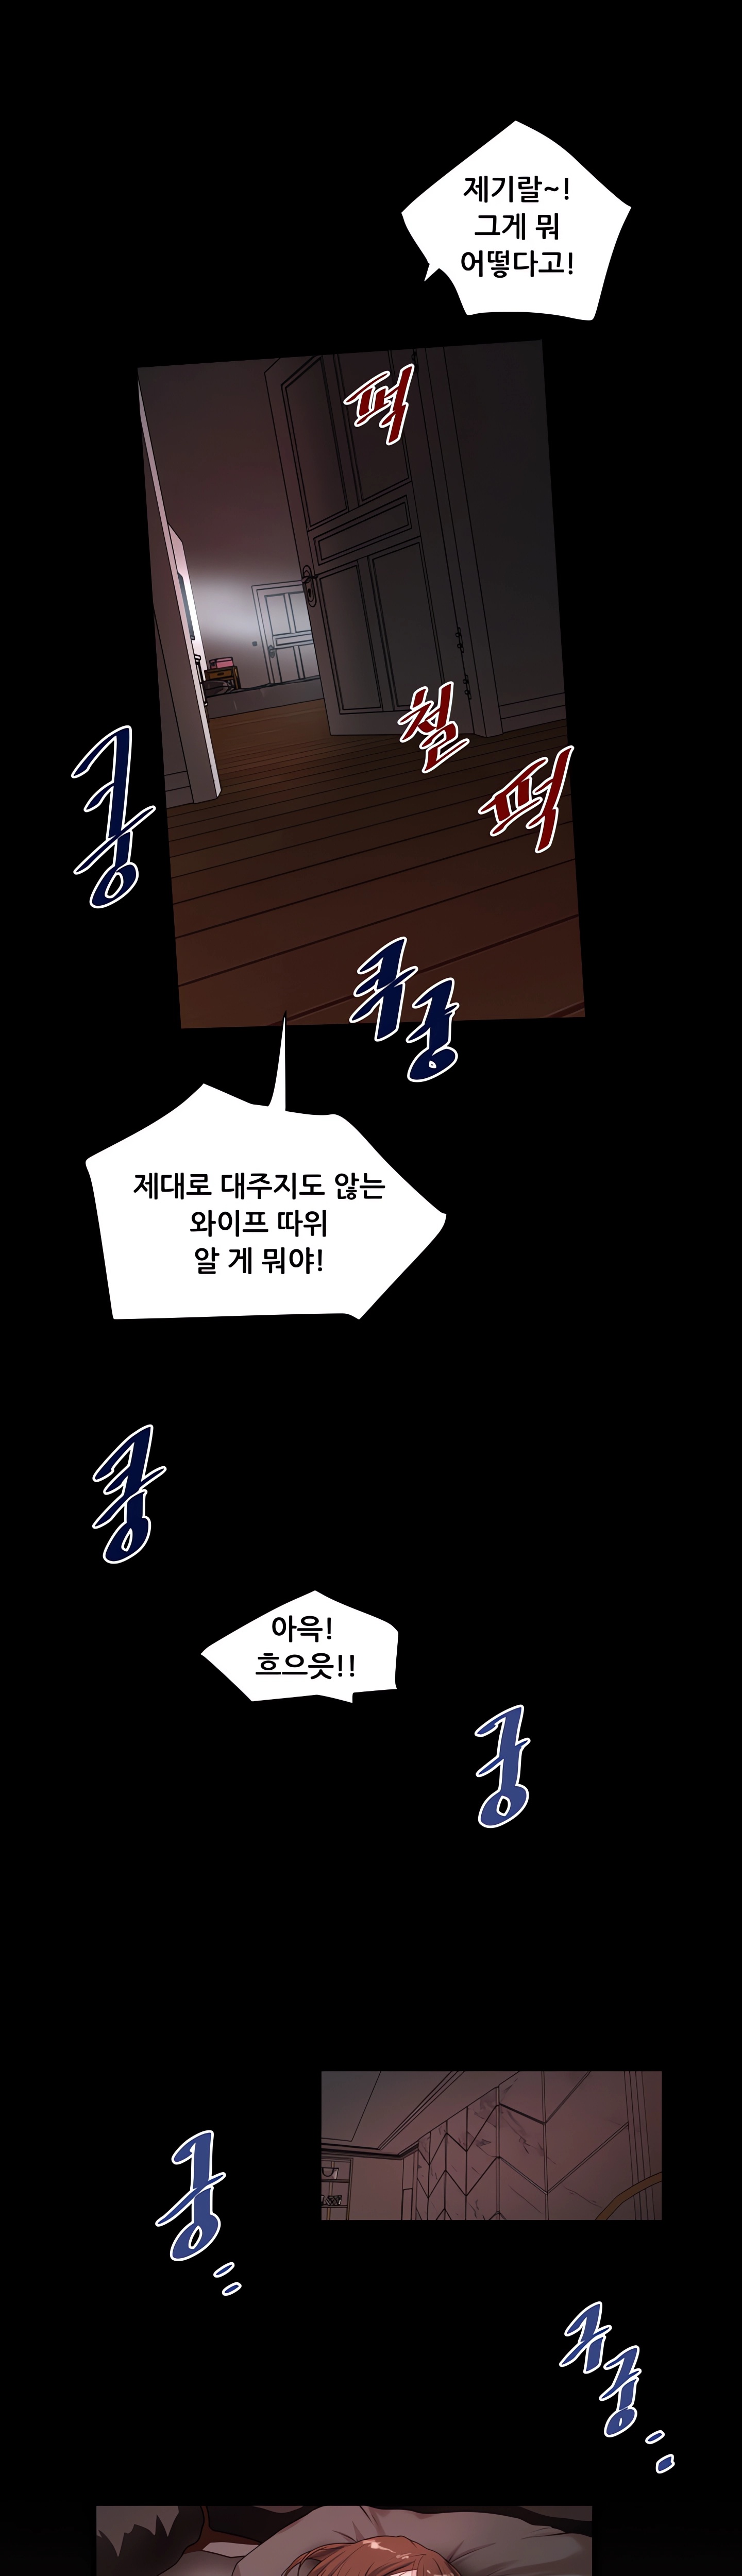 제기랄~!
그게 뭐
어떻다고!
퍽
철
퍽
쿵
쿠
쿵
제대로 대주지도 않는
와이프 따위
알 게 뭐야!
쿵
아윽!
흐으읏!!
쿵
쿵..
쿠
쿵..